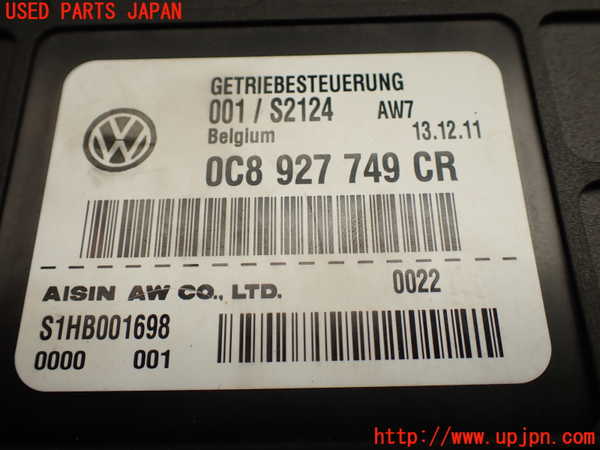 USED PARTS JAPAN
GETRIEBESTEUERUNG
001 / S2124 AW7
Belgium 13.12.11
0C8 927 749 CR
AISIN AW CO., LTD. 0022
S1HB001698
0000 001
http://www.upjpn.com/